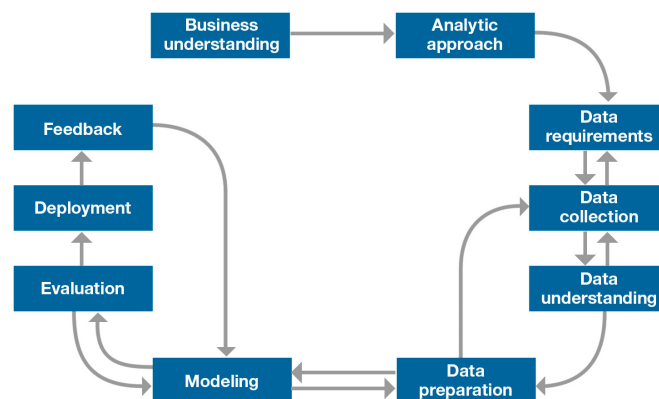 Business
understanding
Analytic
approach
Feedback
Data
requirements
Deployment
Data
collection
Evaluation
Data
understanding
Modeling
Data
preparation